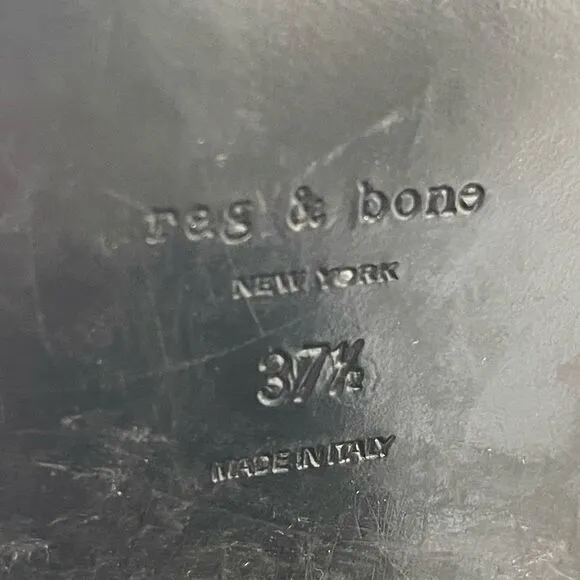 rag & bone
NEW YORK
37½
MADE IN ITALY